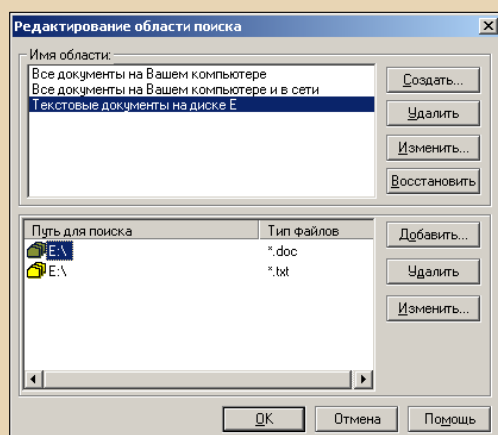 Редактирование области поиска
Имя области:
Все документы на Вашем компьютере
Все документы на Вашем компьютере и в сети
Текстовые документы на диске E
Создать...
Удалить
Изменить...
Восстановить
Путь для поиска Тип файлов
E:\ *.doc
E:\ *.txt
Добавить...
Удалить
Изменить...
OK Отмена Помощь